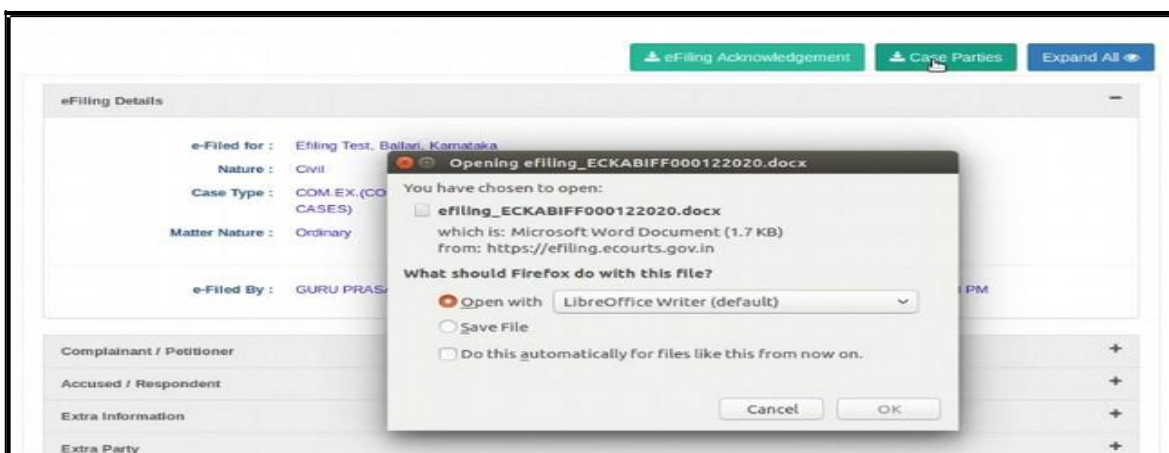 eFiling Acknowledgement Case Parties Expand All
eFiling Details
e-Filed for : Efiling Test, Ballari, Karnataka
Nature : Civil
Case Type : COM.EX.(CO
CASES)
Matter Nature : Ordinary
e-Filed By : GURU PRASA PM
Opening efiling_ECKABIFF000122020.docx
You have chosen to open:
efiling_ECKABIFF000122020.docx
which is: Microsoft Word Document (1.7 KB)
from: https://efiling.ecourts.gov.in
What should Firefox do with this file?
Open with LibreOffice Writer (default)
Save File
Do this automatically for files like this from now on.
Cancel OK
Complainant / Petitioner
Accused / Respondent
Extra Information
Extra Party